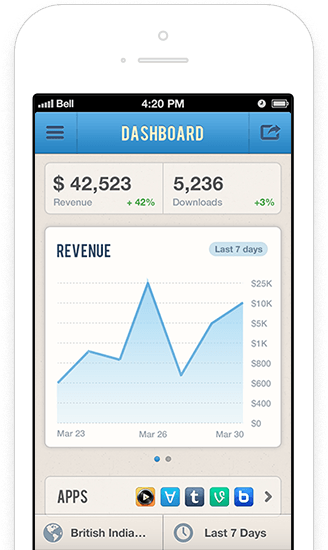 Bell 4:20 PM
DASHBOARD
$ 42,523 5,236
Revenue + 42% Downloads +3%
REVENUE Last 7 days
$25K
$10K
$5K
$1K
$800
$600
$400
$0
Mar 23 Mar 26 Mar 30
APPS
British India... Last 7 Days